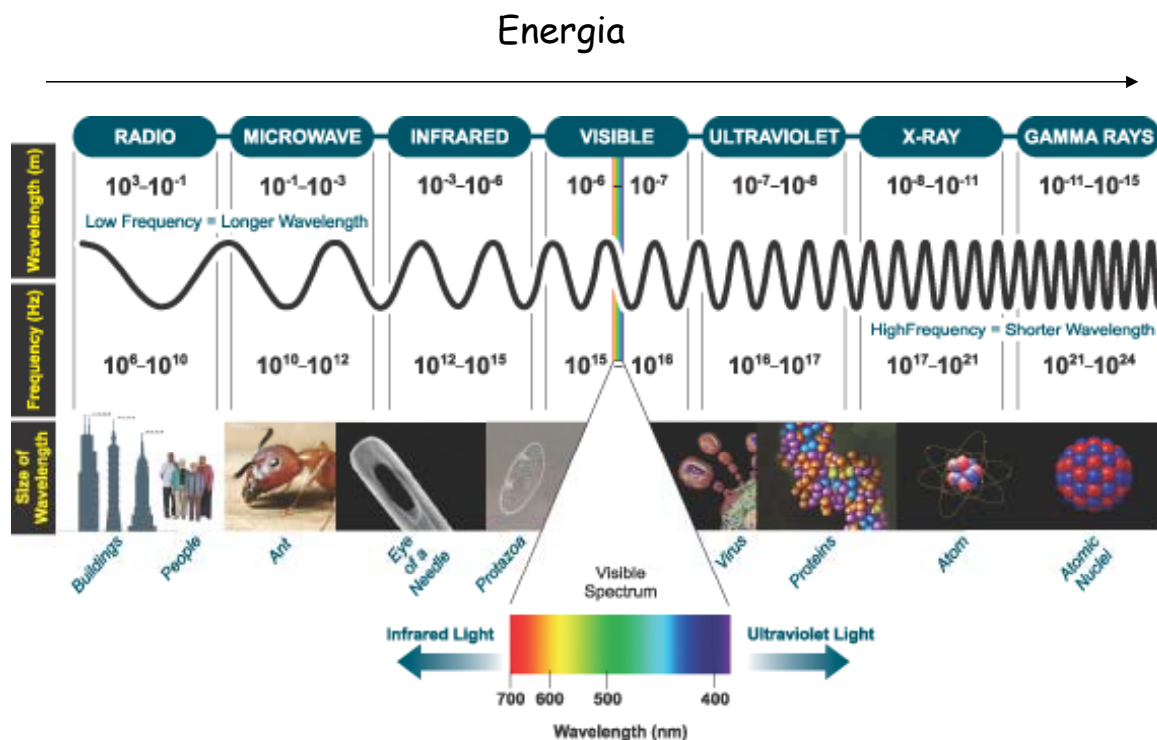 Energia
RADIO MICROWAVE INFRARED VISIBLE ULTRAVIOLET X-RAY GAMMA RAYS
Wavelength (m)
10³–10⁻¹ 10⁻¹–10⁻³ 10⁻³–10⁻⁶ 10⁻⁶ – 10⁻⁷ 10⁻⁷–10⁻⁸ 10⁻⁸–10⁻¹¹ 10⁻¹¹–10⁻¹⁵
Low Frequency = Longer Wavelength
HighFrequency = Shorter Wavelength
Frequency (Hz)
10⁶–10¹⁰ 10¹⁰–10¹² 10¹²–10¹⁵ 10¹⁵–10¹⁶ 10¹⁶–10¹⁷ 10¹⁷–10²¹ 10²¹–10²⁴
Size of
Wavelength
Buildings People Ant
Eye
of a
Needle
Protazoa
Virus Proteins Atom
Atomic
Nuclei
Visible
Spectrum
Infrared Light Ultraviolet Light
700 600 500 400
Wavelength (nm)